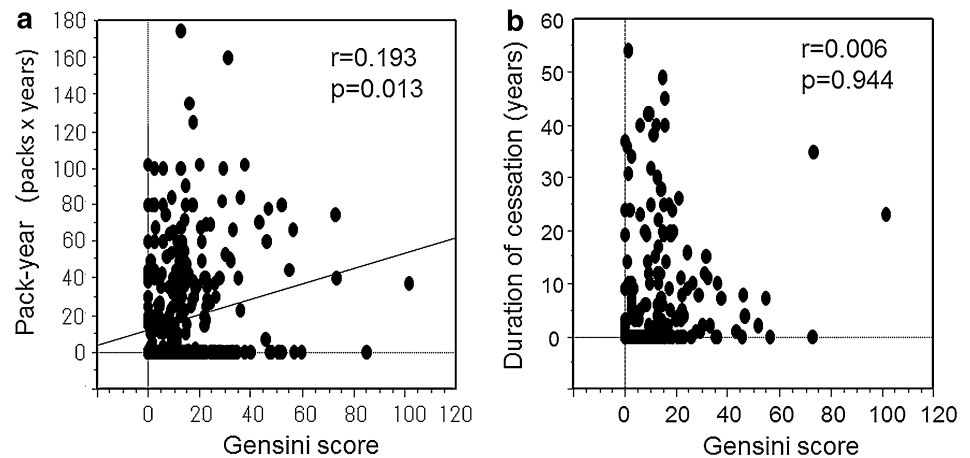 a
r=0.193
p=0.013
Pack-year (packs x years)
180
160
140
120
100
80
60
40
20
0
0 20 40 60 80 100 120
Gensini score
b
r=0.006
p=0.944
Duration of cessation (years)
60
50
40
30
20
10
0
0 20 40 60 80 100 120
Gensini score